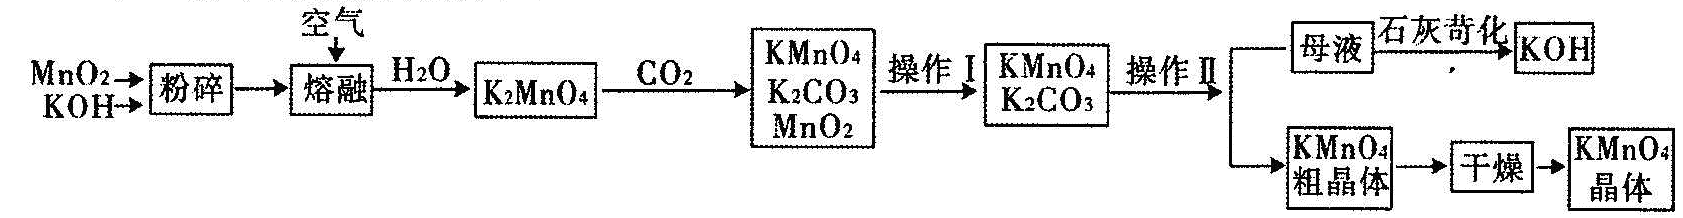 空气
MnO₂
KOH
粉碎
熔融
H₂O
K₂MnO₄
CO₂
KMnO₄
K₂CO₃
MnO₂
操作Ⅰ
KMnO₄
K₂CO₃
操作Ⅱ
母液
石灰苛化
KOH
KMnO₄
粗晶体
干燥
KMnO₄
晶体